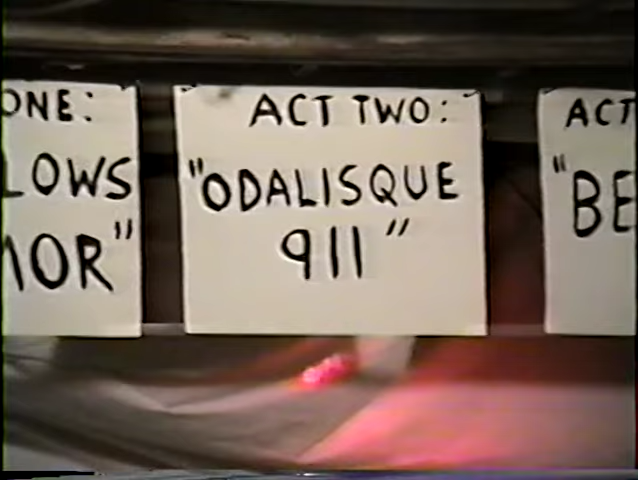 ONE:
LOWS
MOR"
ACT TWO:
"ODALISQUE
911"
ACT
"BE